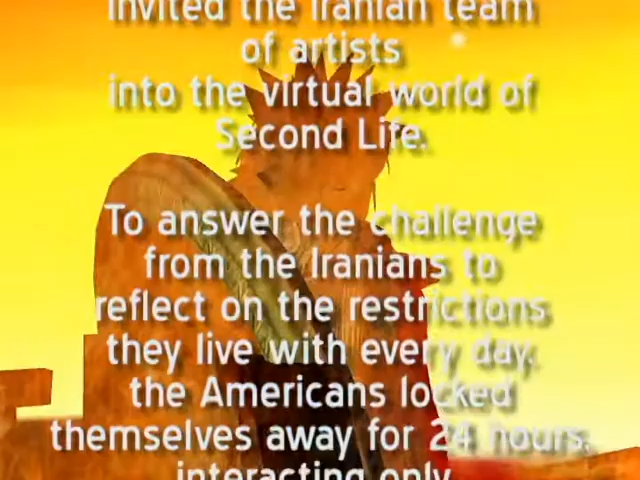 invited the Iranian team
of artists
into the virtual world of
Second Life.
To answer the challenge
from the Iranians to
reflect on the restrictions
they live with every day,
the Americans locked
themselves away for 24 hours,
interacting only